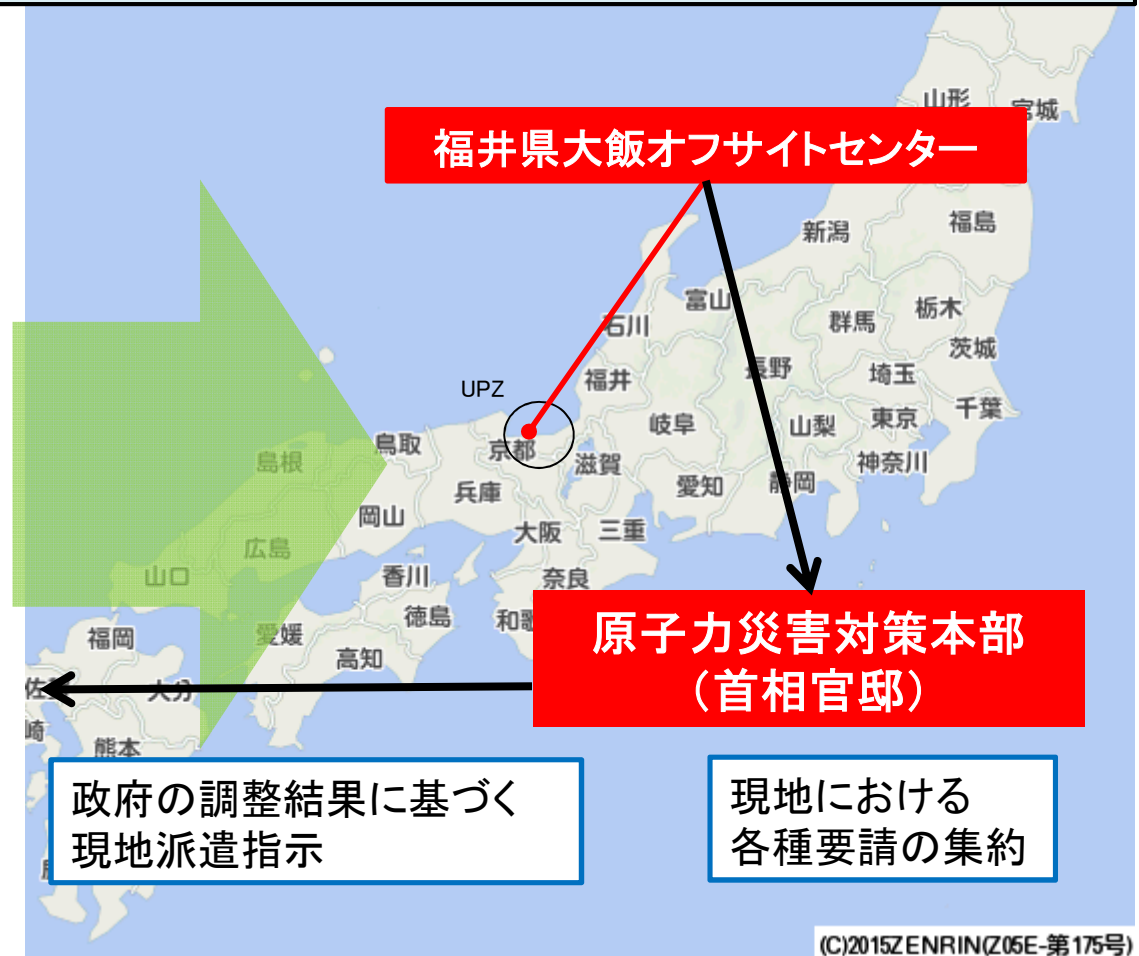 山形
宮城
福井県大飯オフサイトセンター
新潟
福島
富山
石川
群馬
栃木
長野
茨城
UPZ
福井
埼玉
岐阜
山梨
東京
千葉
鳥取
京都
滋賀
神奈川
島根
兵庫
愛知
静岡
岡山
大阪
三重
広島
山口
香川
奈良
徳島
和歌
福岡
愛媛
高知
原子力災害対策本部
（首相官邸）
佐
大分
崎
熊本
政府の調整結果に基づく
現地派遣指示
現地における
各種要請の集約
(C)2015ZENRIN(Z05E-第175号)